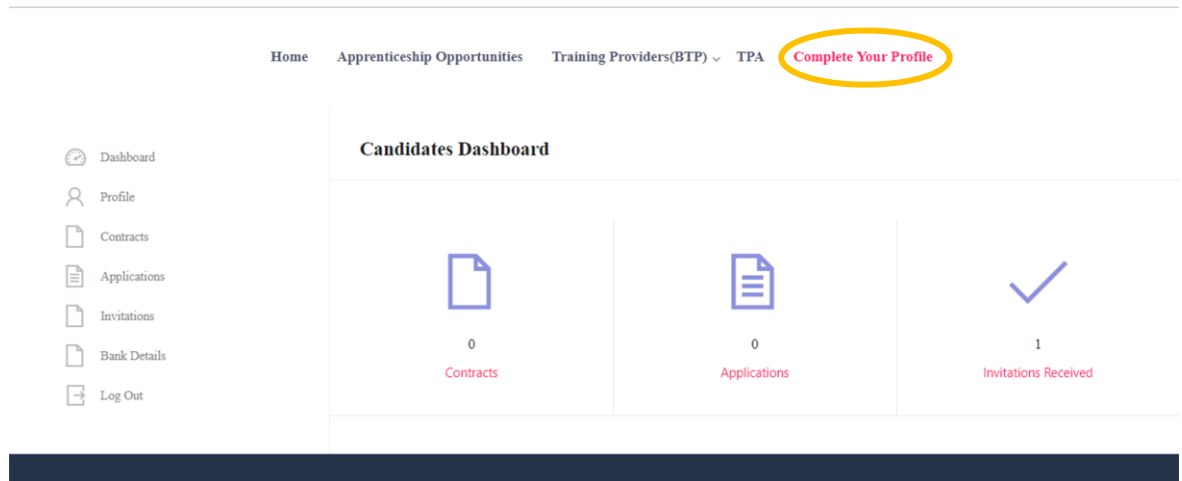 Home Apprenticeship Opportunities Training Providers(BTP) TPA Complete Your Profile
Dashboard
Profile
Contracts
Applications
Invitations
Bank Details
Log Out
Candidates Dashboard
0
Contracts
0
Applications
1
Invitations Received